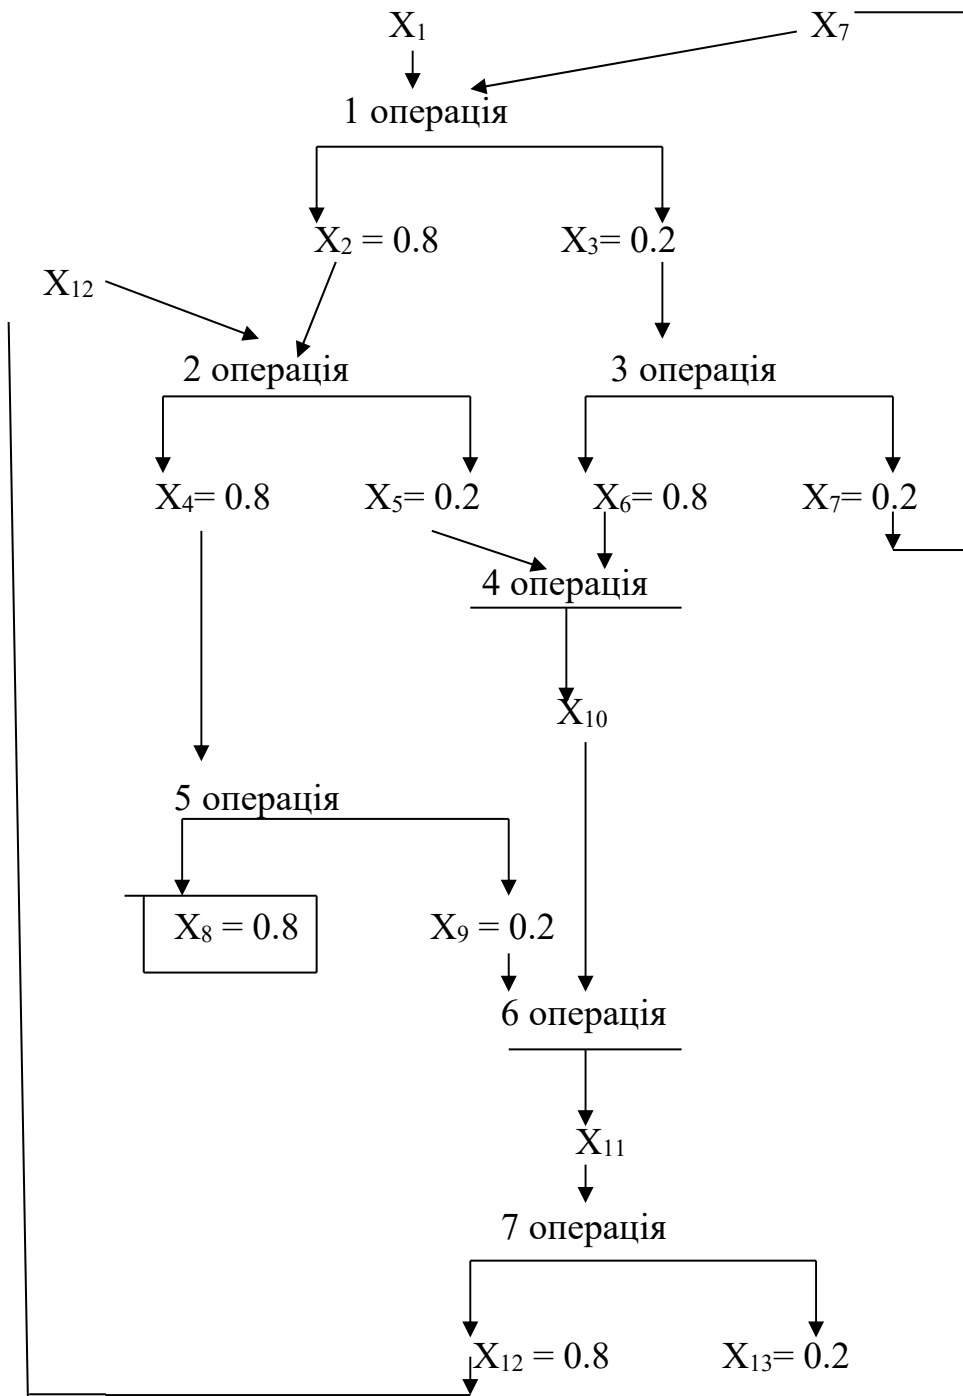 X₁ X₇
1 операція
X₂ = 0.8 X₃= 0.2
X₁₂
2 операція 3 операція
X₄= 0.8 X₅= 0.2 X₆= 0.8 X₇= 0.2
4 операція
X₁₀
5 операція
X₈ = 0.8 X₉ = 0.2
6 операція
X₁₁
7 операція
X₁₂ = 0.8 X₁₃= 0.2